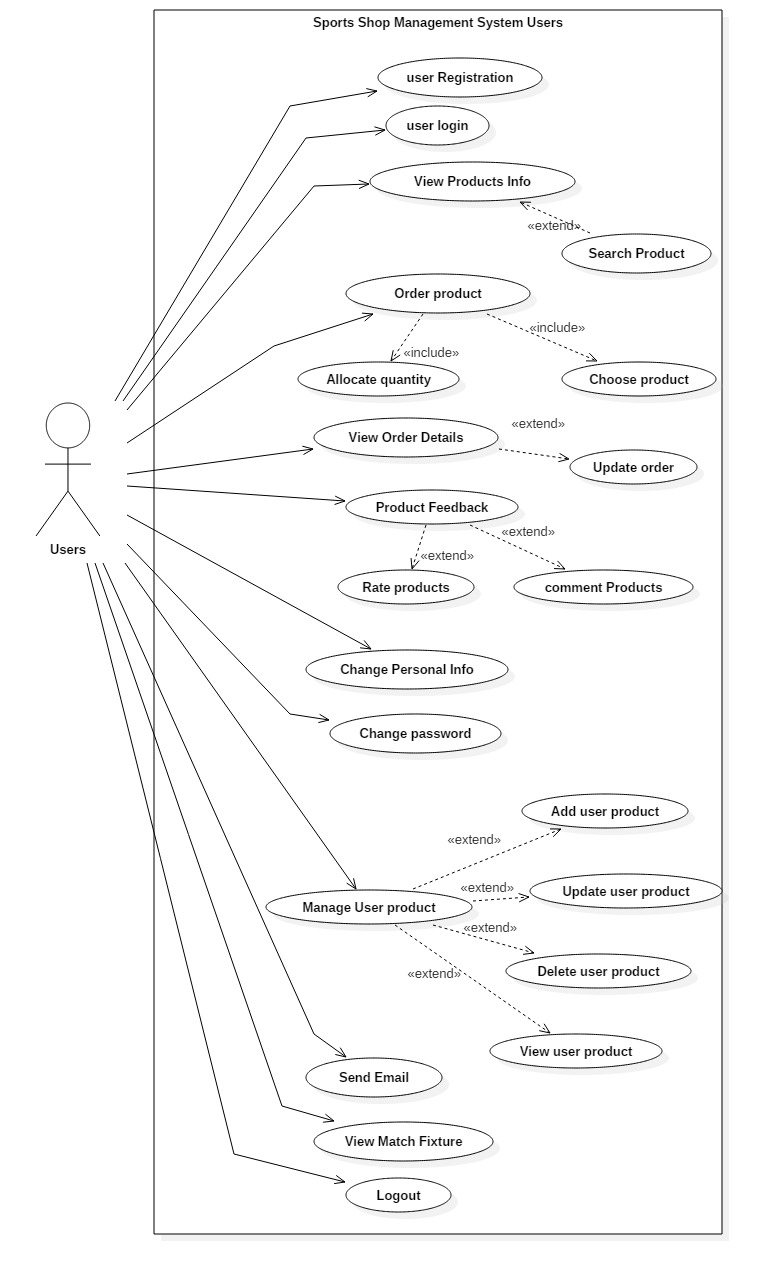 Sports Shop Management System Users
user Registration
user login
View Products Info
«extend»
Search Product
Order product
«include»
«include»
Allocate quantity
Choose product
«extend»
View Order Details
Update order
Product Feedback
«extend»
«extend»
Users
Rate products
comment Products
Change Personal Info
Change password
Add user product
«extend»
«extend»
Update user product
Manage User product
«extend»
Delete user product
«extend»
View user product
Send Email
View Match Fixture
Logout